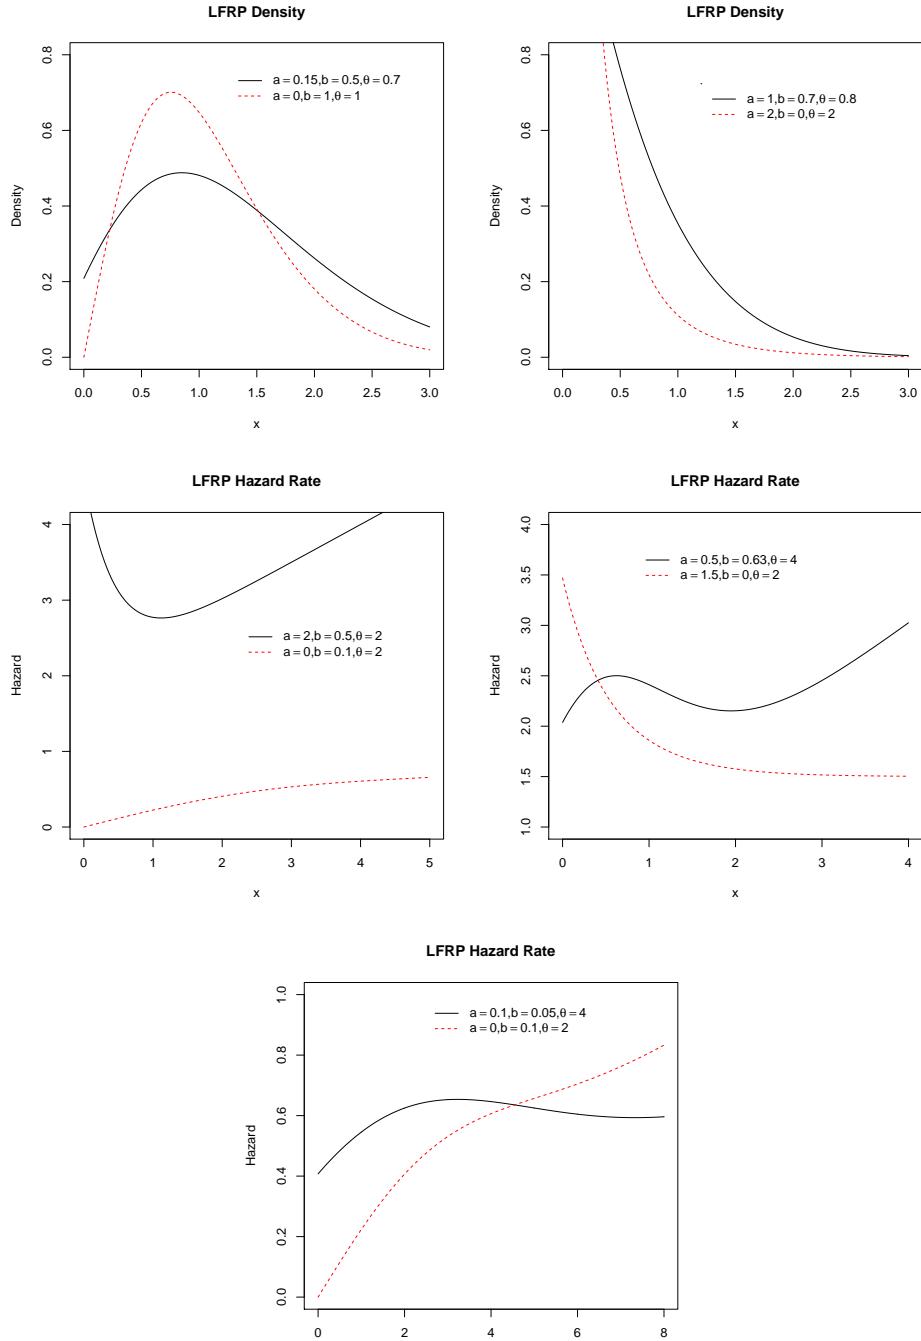 LFRP Density
a = 0.15,b = 0.5,θ = 0.7
a = 0,b = 1,θ = 1
Density
0.0 0.2 0.4 0.6 0.8
0.0 0.5 1.0 1.5 2.0 2.5 3.0
x
LFRP Density
a = 1,b = 0.7,θ = 0.8
a = 2,b = 0,θ = 2
Density
0.0 0.2 0.4 0.6 0.8
0.0 0.5 1.0 1.5 2.0 2.5 3.0
x
LFRP Hazard Rate
a = 2,b = 0.5,θ = 2
a = 0,b = 0.1,θ = 2
Hazard
0 1 2 3 4
0 1 2 3 4 5
x
LFRP Hazard Rate
a = 0.5,b = 0.63,θ = 4
a = 1.5,b = 0,θ = 2
Hazard
1.0 1.5 2.0 2.5 3.0 3.5 4.0
0 1 2 3 4
x
LFRP Hazard Rate
a = 0.1,b = 0.05,θ = 4
a = 0,b = 0.1,θ = 2
Hazard
0.0 0.2 0.4 0.6 0.8 1.0
0 2 4 6 8